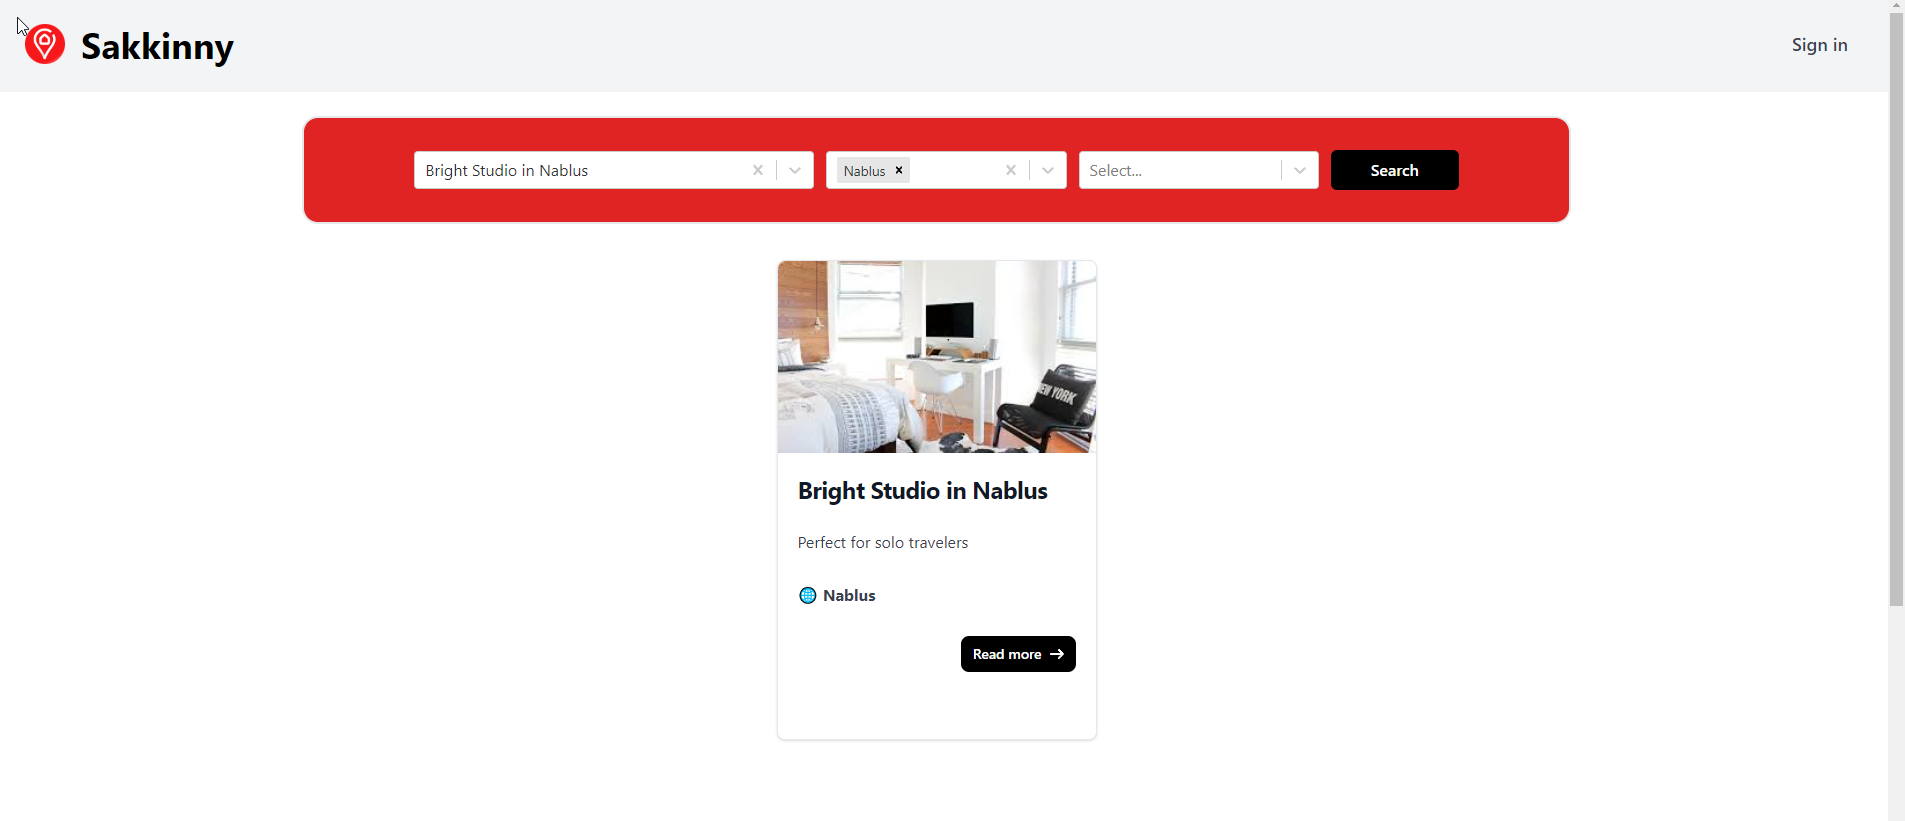 Sakkinny
Sign in
Bright Studio in Nablus
Nablus
Select...
Search
NEW YORK
Bright Studio in Nablus
Perfect for solo travelers
Nablus
Read more